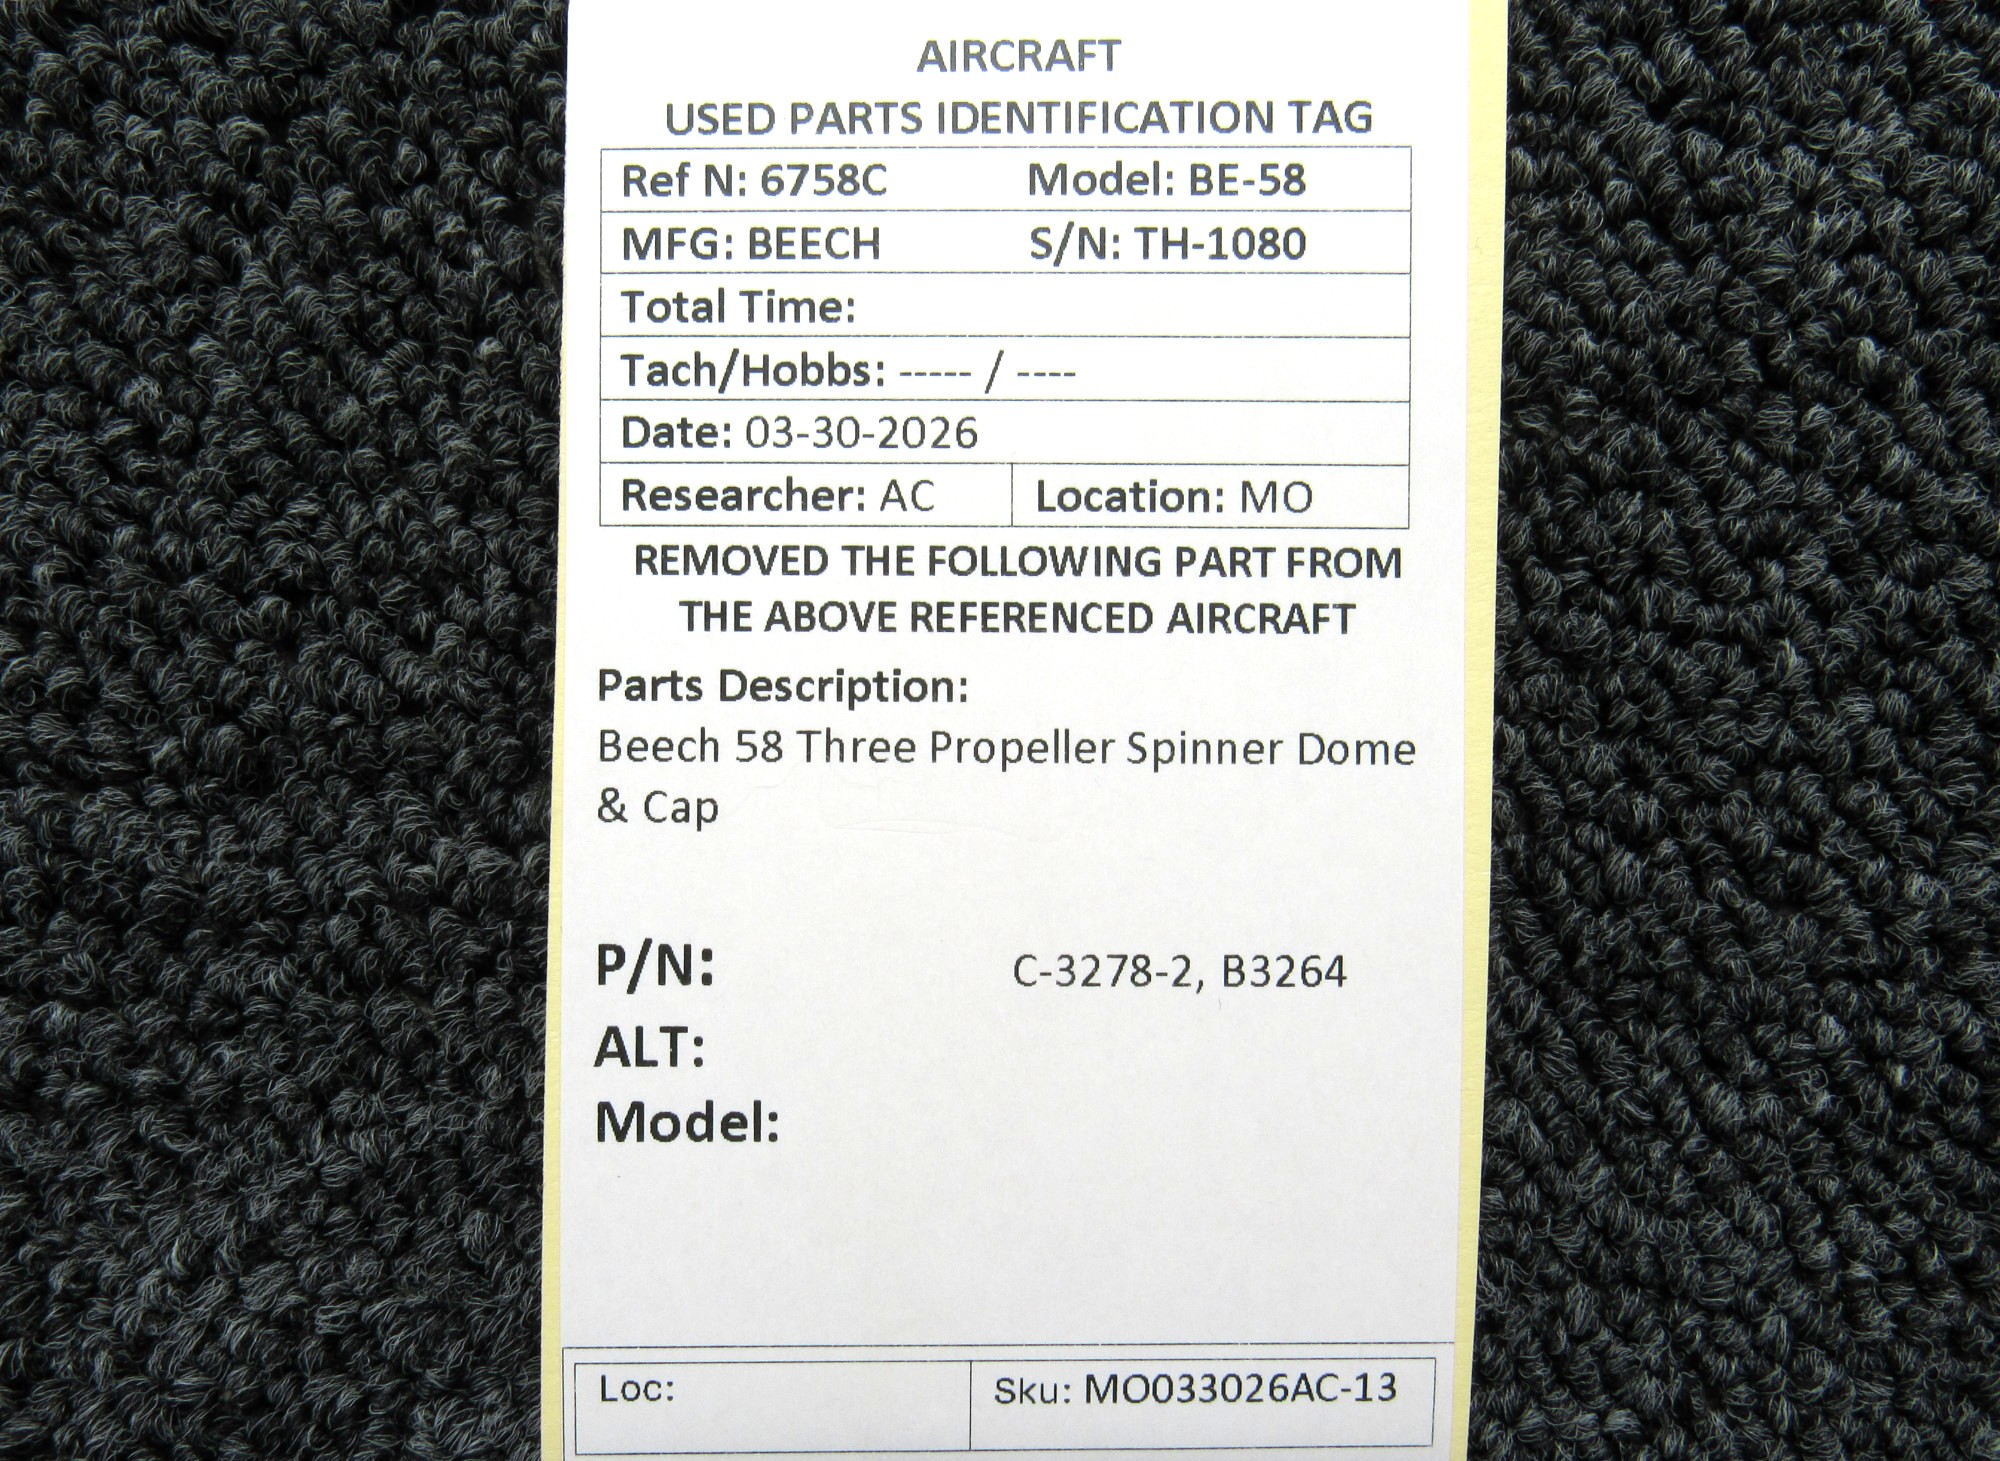 AIRCRAFT
USED PARTS IDENTIFICATION TAG
Ref N: 6758C Model: BE-58
MFG: BEECH S/N: TH-1080
Total Time:
Tach/Hobbs: ----- / ----
Date: 03-30-2026
Researcher: AC Location: MO
REMOVED THE FOLLOWING PART FROM
THE ABOVE REFERENCED AIRCRAFT
Parts Description:
Beech 58 Three Propeller Spinner Dome
& Cap
P/N: C-3278-2, B3264
ALT:
Model:
Loc: Sku: MO033026AC-13